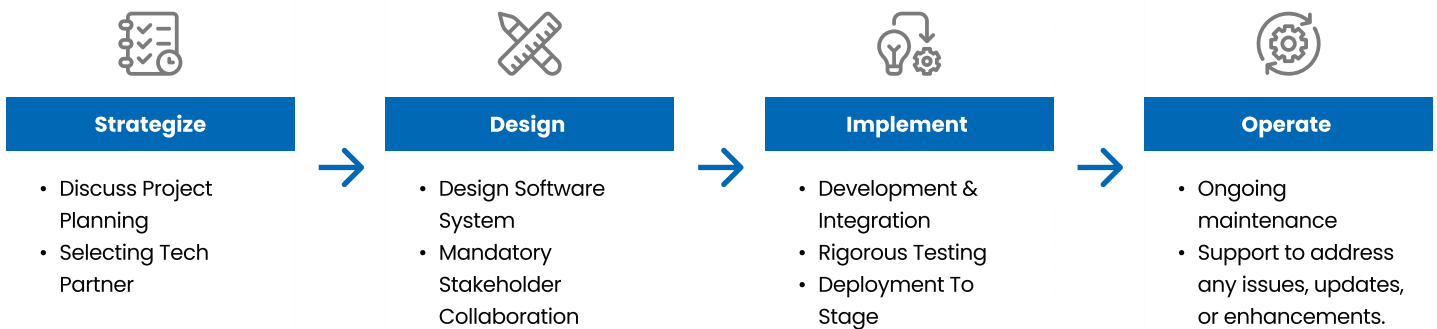 Strategize
• Discuss Project
Planning
• Selecting Tech
Partner
Design
• Design Software
System
• Mandatory
Stakeholder
Collaboration
Implement
• Development &
Integration
• Rigorous Testing
• Deployment To
Stage
Operate
• Ongoing
maintenance
• Support to address
any issues, updates,
or enhancements.